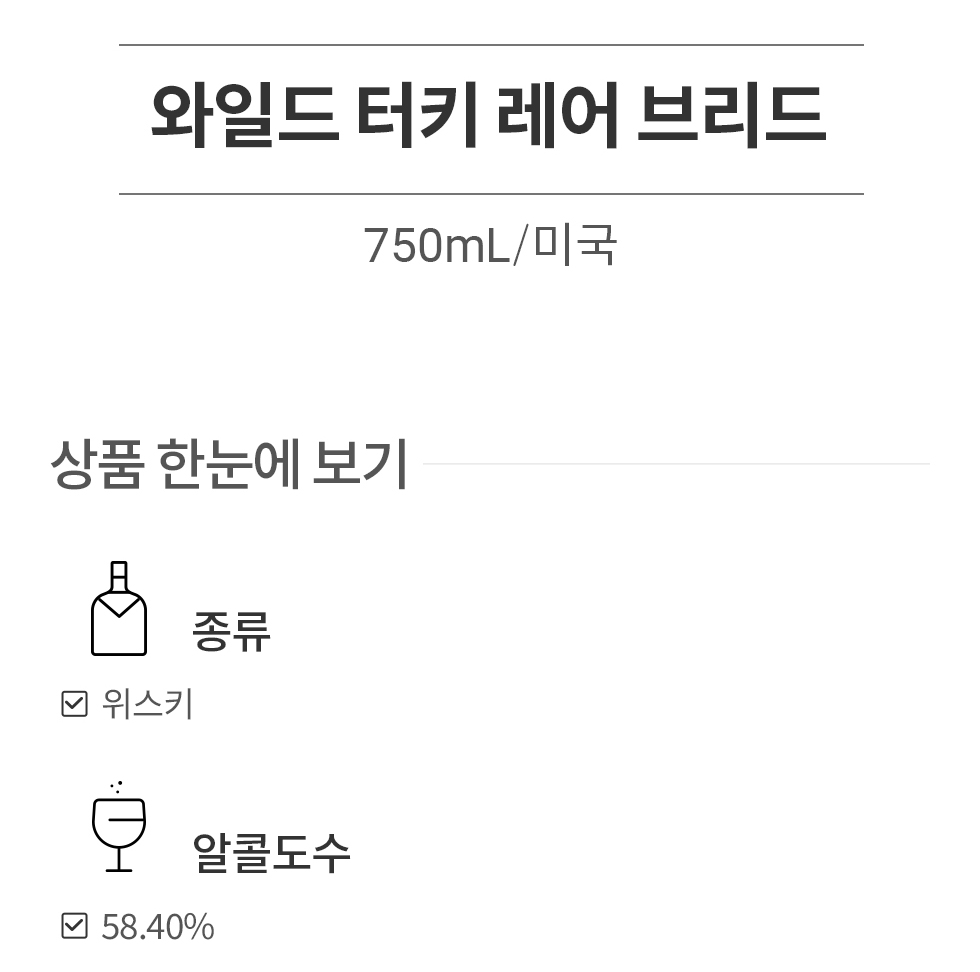 와일드 터키 레어 브리드
750mL/미국
상품 한눈에 보기
종류
위스키
알콜도수
58.40%